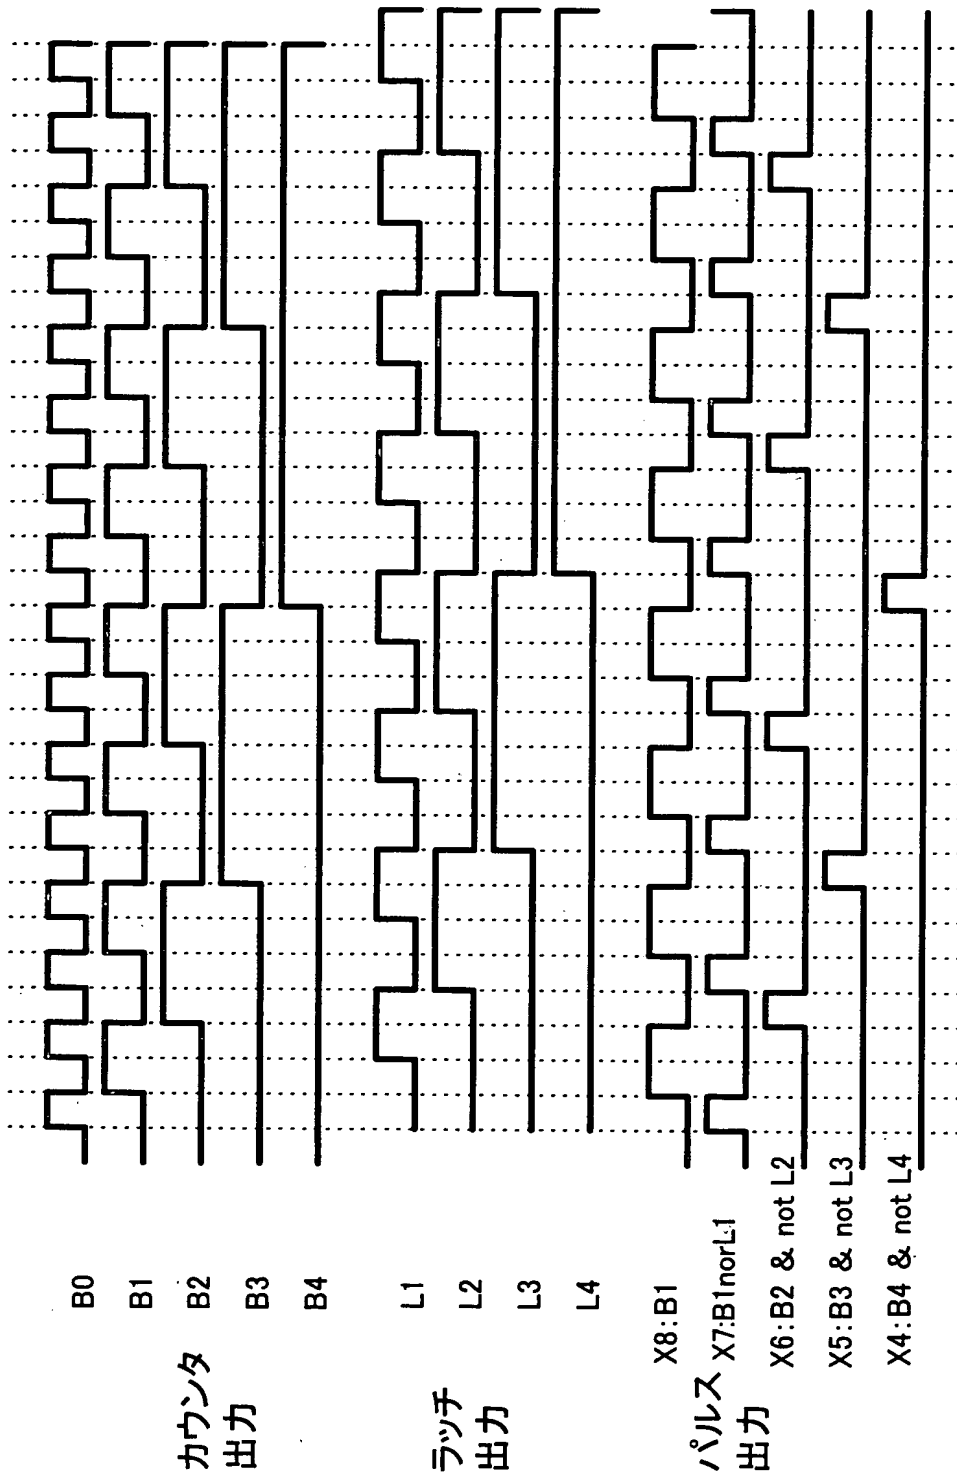 カウンタ
出力
B0
B1
B2
B3
B4
ラッチ
出力
L1
L2
L3
L4
パルス
出力
X8:B1
X7:B1norL1
X6:B2 & not L2
X5:B3 & not L3
X4:B4 & not L4